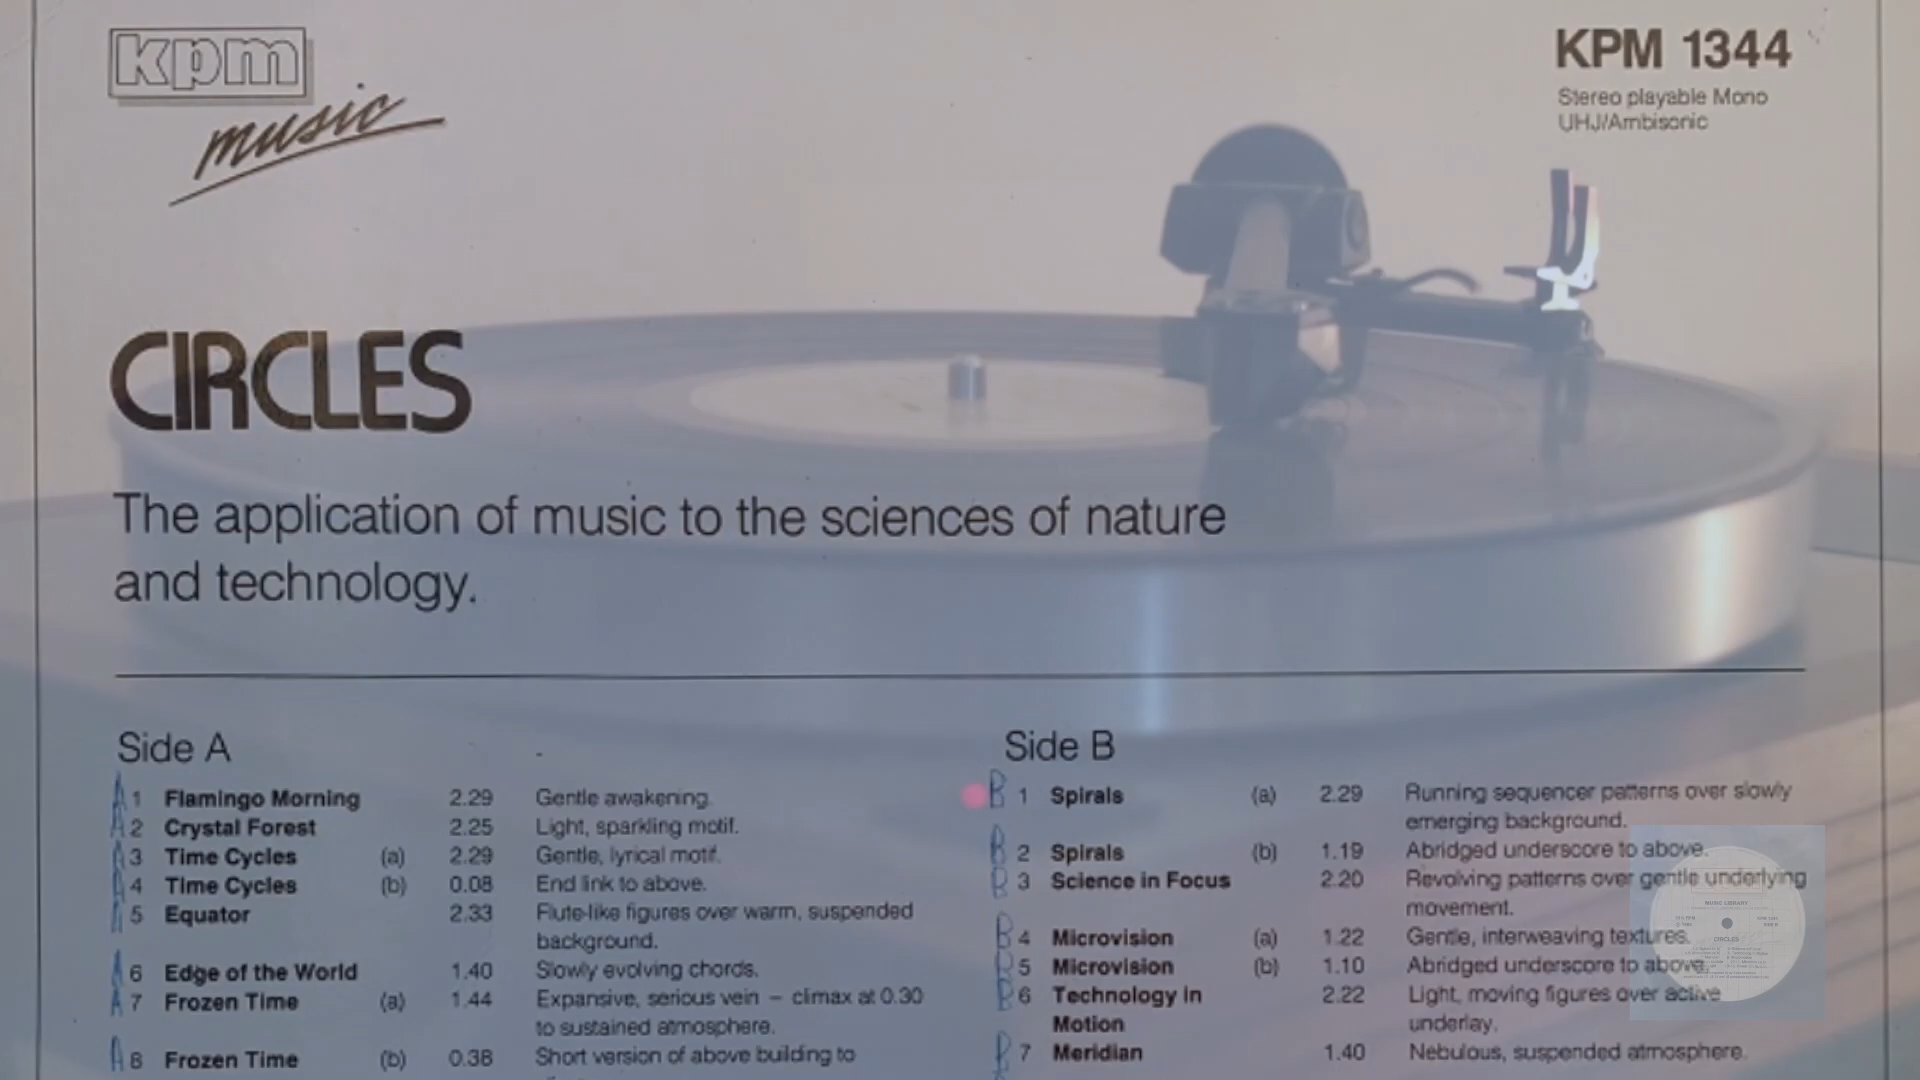 kpm
music
KPM 1344
Stereo playable Mono
UHJ/Ambisonic
CIRCLES
The application of music to the sciences of nature
and technology.
Side A
A 1 Flamingo Morning 2.29 Gentle awakening.
A 2 Crystal Forest 2.25 Light, sparkling motif.
A 3 Time Cycles (a) 2.29 Gentle, lyrical motif.
A 4 Time Cycles (b) 0.08 End link to above.
A 5 Equator 2.33 Flute-like figures over warm, suspended
background.
A 6 Edge of the World 1.40 Slowly evolving chords.
A 7 Frozen Time (a) 1.44 Expansive, serious vein – climax at 0.30
to sustained atmosphere.
A 8 Frozen Time (b) 0.38 Short version of above building to
Side B
B 1 Spirals (a) 2.29 Running sequencer patterns over slowly
emerging background.
B 2 Spirals (b) 1.19 Abridged underscore to above.
B 3 Science in Focus 2.20 Revolving patterns over gentle underlying
movement.
B 4 Microvision (a) 1.22 Gentle, interweaving textures.
B 5 Microvision (b) 1.10 Abridged underscore to above.
B 6 Technology in 2.22 Light, moving figures over active
Motion underlay.
B 7 Meridian 1.40 Nebulous, suspended atmosphere.
MUSIC LIBRARY
CIRCLES